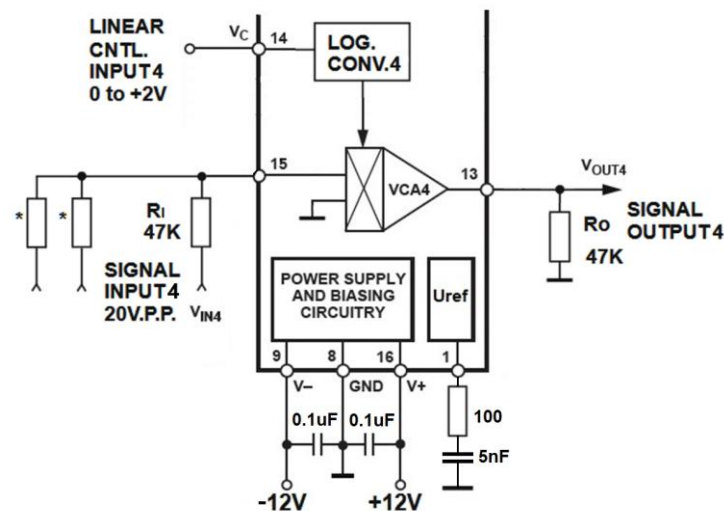 LINEAR
CNTL.
INPUT4
0 to +2V
VC
14
LOG.
CONV.4
15
VCA4
13
VOUT4
*
*
RI
47K
SIGNAL
INPUT4
20V.P.P.
VIN4
RO
47K
SIGNAL
OUTPUT4
POWER SUPPLY
AND BIASING
CIRCUITRY
Uref
9
8
16
1
V–
GND
V+
0.1uF
0.1uF
100
5nF
-12V
+12V